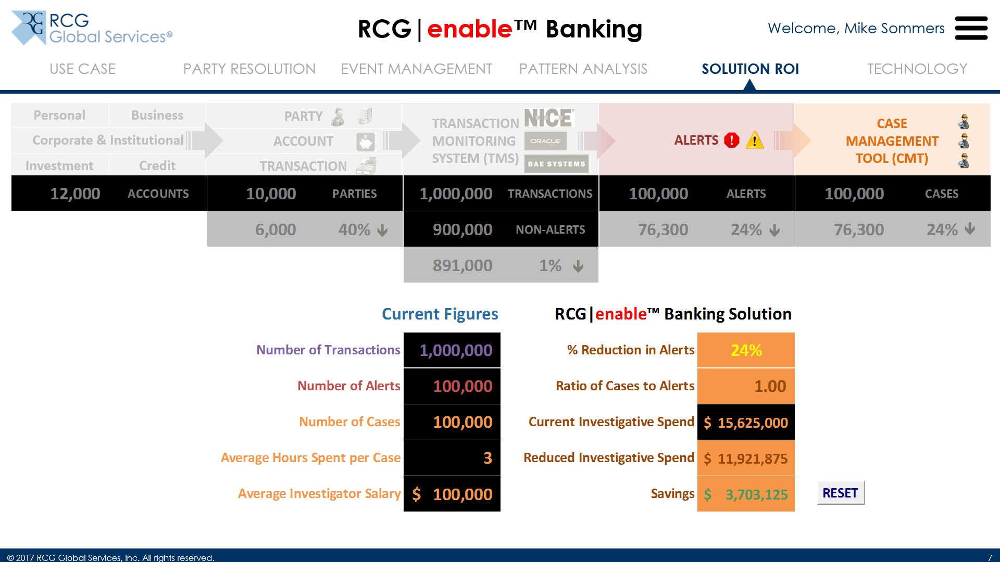 RCG
Global Services®
RCG|enable™ Banking
Welcome, Mike Sommers
USE CASE
PARTY RESOLUTION
EVENT MANAGEMENT
PATTERN ANALYSIS
SOLUTION ROI
TECHNOLOGY
Personal
Business
Corporate & Institutional
Investment
Credit
PARTY
ACCOUNT
TRANSACTION
TRANSACTION
MONITORING
SYSTEM (TMS)
NICE®
ORACLE
BAE SYSTEMS
ALERTS
CASE
MANAGEMENT
TOOL (CMT)
12,000 ACCOUNTS
10,000 PARTIES
1,000,000 TRANSACTIONS
100,000 ALERTS
100,000 CASES
6,000 40%
900,000 NON-ALERTS
76,300 24%
76,300 24%
891,000 1%
Current Figures
Number of Transactions 1,000,000
Number of Alerts 100,000
Number of Cases 100,000
Average Hours Spent per Case 3
Average Investigator Salary $ 100,000
RCG|enable™ Banking Solution
% Reduction in Alerts 24%
Ratio of Cases to Alerts 1.00
Current Investigative Spend $ 15,625,000
Reduced Investigative Spend $ 11,921,875
Savings $ 3,703,125
RESET
© 2017 RCG Global Services, Inc. All rights reserved.
7